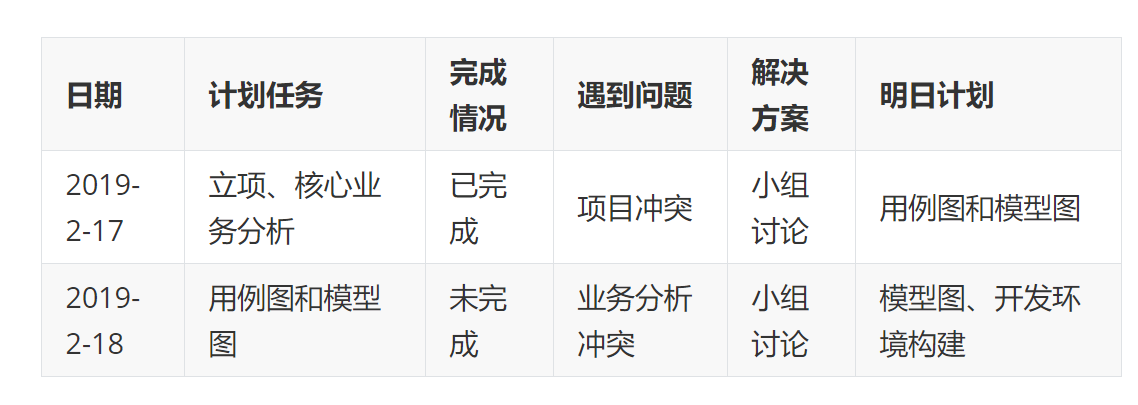 日期 计划任务 完成情况 遇到问题 解决方案 明日计划
2019-2-17 立项、核心业务分析 已完成 项目冲突 小组讨论 用例图和模型图
2019-2-18 用例图和模型图 未完成 业务分析冲突 小组讨论 模型图、开发环境构建